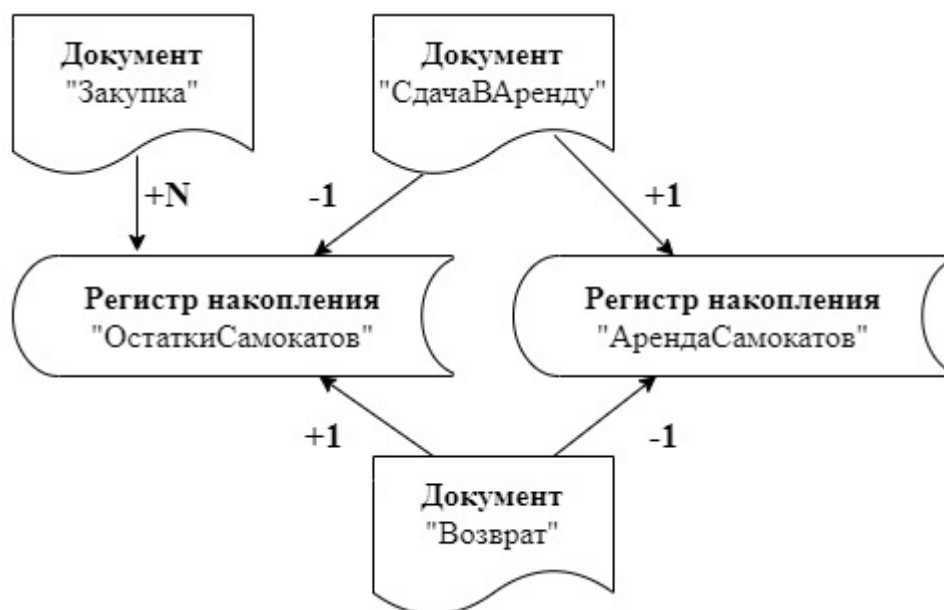 Документ
"Закупка"
Документ
"СдачаВАренду"
+N
-1
+1
Регистр накопления
"ОстаткиСамокатов"
Регистр накопления
"АрендаСамокатов"
+1
-1
Документ
"Возврат"